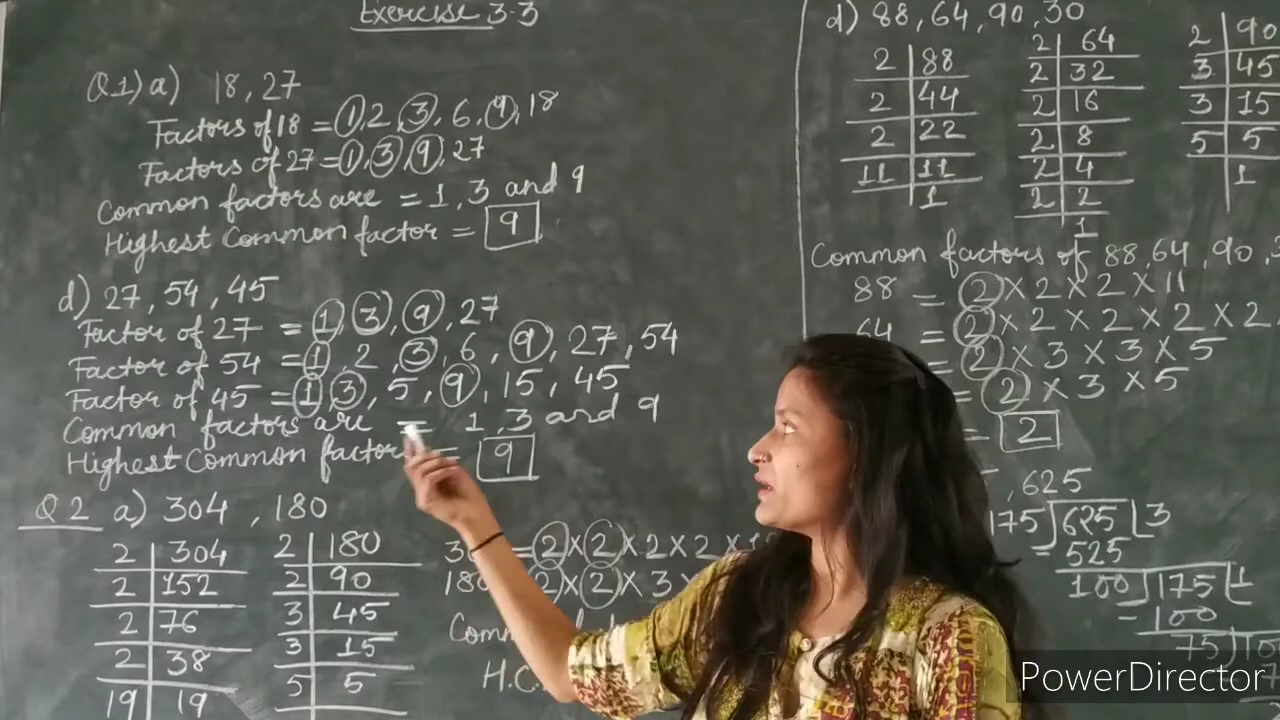 Exercise 3.3
Q1) a) 18, 27
Factors of 18 = 1, 2, 3, 6, 9, 18
Factors of 27 = 1, 3, 9, 27
Common factors are = 1, 3 and 9
Highest Common factor = 9
d) 27, 54, 45
Factor of 27 = 1, 3, 9, 27
Factor of 54 = 1, 2, 3, 6, 9, 27, 54
Factor of 45 = 1, 3, 5, 9, 15, 45
Common factors are = 1, 3 and 9
Highest Common factor = 9
Q2 a) 304, 180
2 | 304
2 | 152
2 | 76
2 | 38
19 | 19
2 | 180
2 | 90
3 | 45
3 | 15
5 | 5
= 2 × 2 × 2 × 2 ×
180 2 × 2 × 3 ×
H.C.
d) 88, 64, 90, 30
2 | 88
2 | 44
2 | 22
11 | 11
1
2 | 64
2 | 32
2 | 16
2 | 8
2 | 4
2 | 2
1
2 | 90
3 | 45
3 | 15
5 | 5
1
Common factors of 88, 64, 90,
88 = 2 × 2 × 2 × 11
64 = 2 × 2 × 2 × 2 × 2
= 2 × 3 × 3 × 5
= 2 × 3 × 5
= 2
, 625
175 ) 625 ( 3
- 525
100 ) 175 ( 1
- 100
75 )
PowerDirector